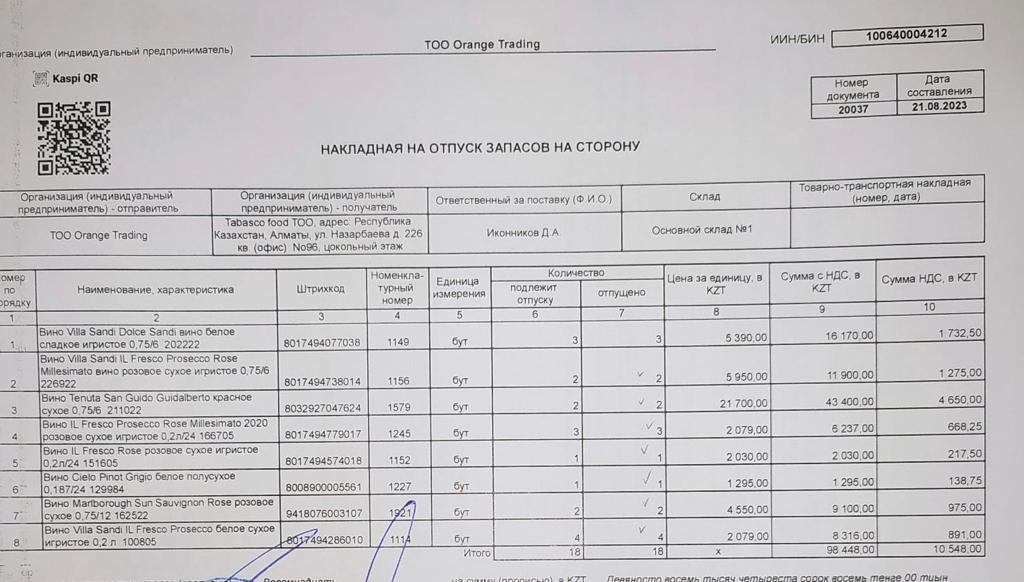 Организация (индивидуальный предприниматель)
ТОО Orange Trading
ИИН/БИН 100640004212
Kaspi QR
Номер документа
Дата составления
20037
21.08.2023
НАКЛАДНАЯ НА ОТПУСК ЗАПАСОВ НА СТОРОНУ
Организация (индивидуальный
предприниматель) - отправитель
Организация (индивидуальный
предприниматель) - получатель
Ответственный за поставку (Ф.И.О.)
Склад
Товарно-транспортная накладная
(номер, дата)
ТОО Orange Trading
Tabasco food ТОО, адрес: Республика
Казахстан, Алматы, ул. Назарбаева д. 226
кв. (офис) No96, цокольный этаж
Иконников Д.А.
Основной склад №1
Номер
по
порядку
Наименование, характеристика
Штрихкод
Номенкла-
турный
номер
Единица
измерения
Количество
подлежит
отпуску
отпущено
Цена за единицу, в
KZT
Сумма с НДС, в
KZT
Сумма НДС, в KZT
1 2 3 4 5 6 7 8 9 10
Вино Villa Sandi Dolce Sandi вино белое
1 сладкое игристое 0,75/6 202222 8017494077038 1149 бут 3 3 5 390,00 16 170,00 1 732,50
Вино Villa Sandi IL Fresco Prosecco Rose
Millesimato вино розовое сухое игристое 0,75/6
2 226922 8017494738014 1156 бут 2 2 5 950,00 11 900,00 1 275,00
Вино Tenuta San Guido Guidalberto красное
3 сухое 0,75/6 211022 8032927047624 1579 бут 2 2 21 700,00 43 400,00 4 650,00
Вино IL Fresco Prosecco Rose Millesimato 2020
4 розовое сухое игристое 0,2л/24 166705 8017494779017 1245 бут 3 3 2 079,00 6 237,00 668,25
Вино IL Fresco Rose розовое сухое игристое
5 0,2л/24 151605 8017494574018 1152 бут 1 1 2 030,00 2 030,00 217,50
Вино Cielo Pinot Grigio белое полусухое
6 0,187/24 129984 8008900005561 1227 бут 1 1 1 295,00 1 295,00 138,75
Вино Marlborough Sun Sauvignon Rose розовое
7 сухое 0,75/12 162522 9418076003107 1921 бут 2 2 4 550,00 9 100,00 975,00
Вино Villa Sandi IL Fresco Prosecco белое сухое
8 игристое 0,2 л 100805 8017494286010 1114 бут 4 4 2 079,00 8 316,00 891,00
Итого 18 18 x 98 448,00 10 548,00
Восемнадцать на сумму (прописью), в KZT Девяносто восемь тысяч четыреста сорок восемь тенге 00 тиын